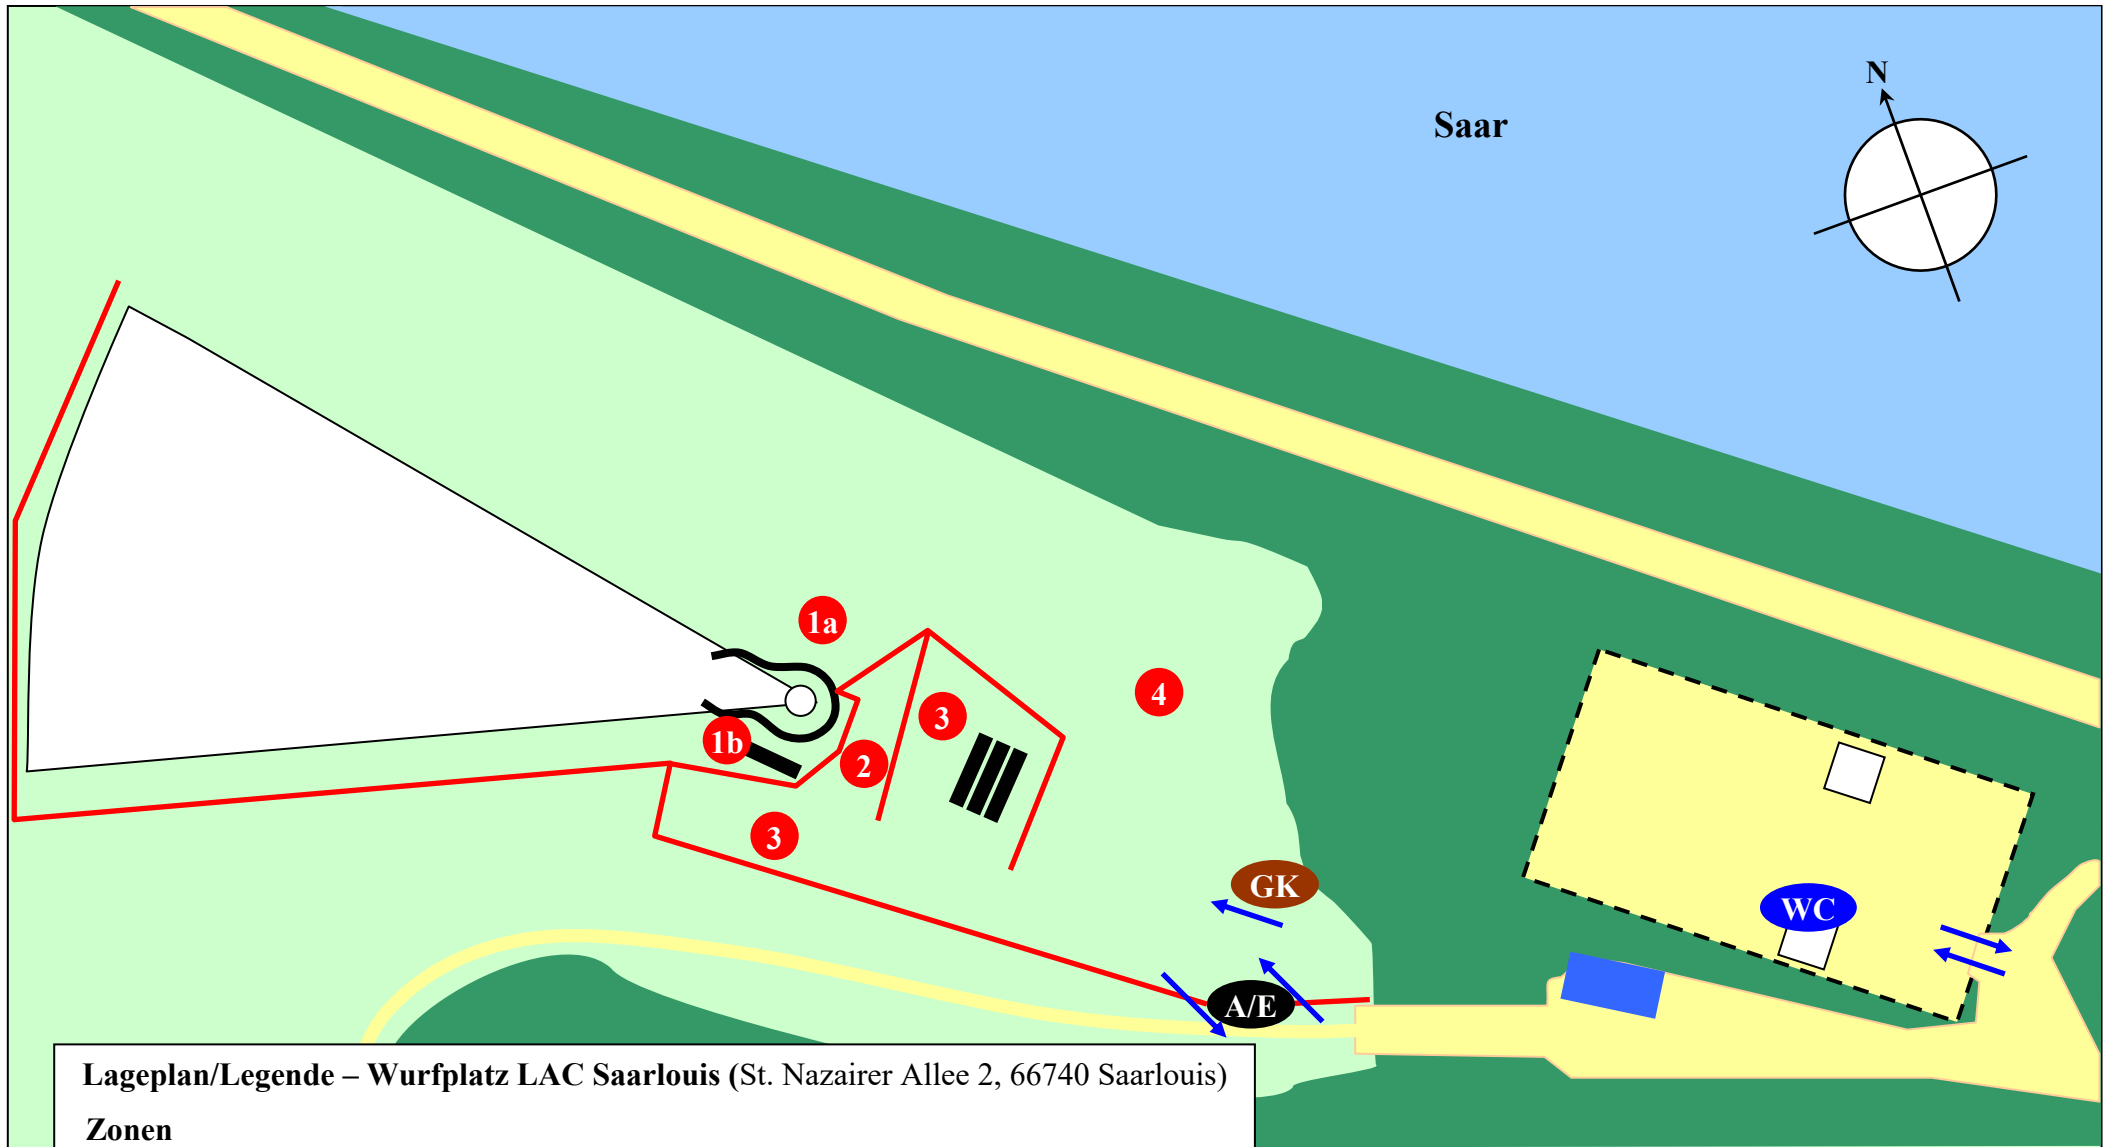 N
Saar
1a
4
3
1b
2
3
GK
WC
A/E
Lageplan/Legende – Wurfplatz LAC Saarlouis (St. Nazairer Allee 2, 66740 Saarlouis)
Zonen